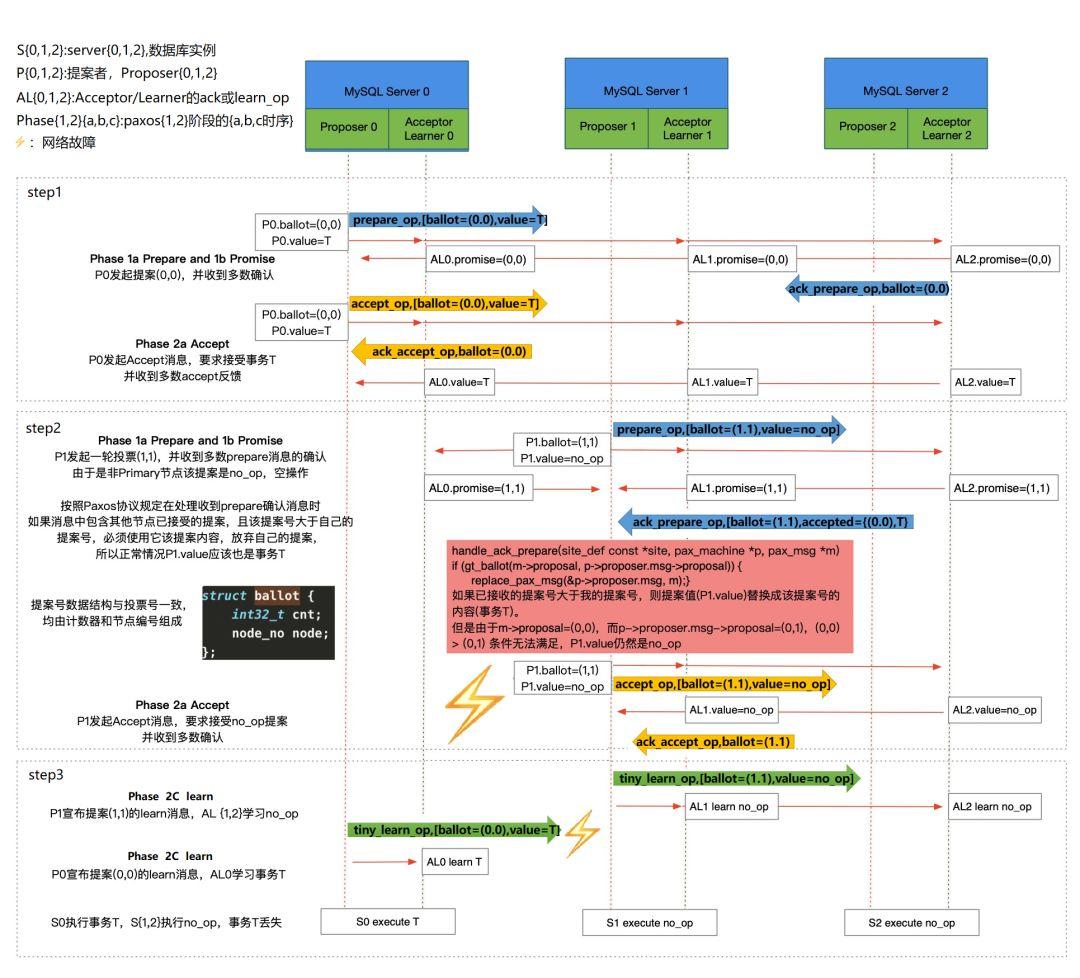 S{0,1,2}:server{0,1,2},数据库实例
P{0,1,2}:提案者，Proposer{0,1,2}
AL{0,1,2}:Acceptor/Learner的ack或learn_op
Phase{1,2}{a,b,c}:paxos{1,2}阶段的{a,b,c时序}
⚡：网络故障
MySQL Server 0
Proposer 0
Acceptor
Learner 0
MySQL Server 1
Proposer 1
Acceptor
Learner 1
MySQL Server 2
Proposer 2
Acceptor
Learner 2
step1
prepare_op,[ballot=(0.0),value=T]
P0.ballot=(0,0)
P0.value=T
Phase 1a Prepare and 1b Promise
P0发起提案(0,0)，并收到多数确认
AL0.promise=(0,0)
AL1.promise=(0,0)
AL2.promise=(0,0)
ack_prepare_op,ballot=(0.0)
accept_op,[ballot=(0.0),value=T]
P0.ballot=(0,0)
P0.value=T
Phase 2a Accept
P0发起Accept消息，要求接受事务T
并收到多数accept反馈
ack_accept_op,ballot=(0.0)
AL0.value=T
AL1.value=T
AL2.value=T
step2
prepare_op,[ballot=(1.1),value=no_op]
Phase 1a Prepare and 1b Promise
P1发起一轮投票(1,1)，并收到多数prepare消息的确认
由于是非Primary节点该提案是no_op，空操作
P1.ballot=(1,1)
P1.value=no_op
AL0.promise=(1,1)
AL1.promise=(1,1)
AL2.promise=(1,1)
按照Paxos协议规定在处理收到prepare确认消息时
如果消息中包含其他节点已接受的提案，且该提案号大于自己的
提案号，必须使用它该提案内容，放弃自己的提案，
所以正常情况P1.value应该也是事务T
ack_prepare_op,[ballot=(1.1),accepted={(0.0),T}
handle_ack_prepare(site_def const *site, pax_machine *p, pax_msg *m)
if (gt_ballot(m->proposal, p->proposer.msg->proposal)) {
replace_pax_msg(&p->proposer.msg, m);}
如果已接收的提案号大于我的提案号，则提案值(P1.value)替换成该提案号的
内容(事务T)。
但是由于m->proposal=(0,0)，而p->proposer.msg->proposal=(0,1)，(0,0)
> (0,1) 条件无法满足，P1.value仍然是no_op
提案号数据结构与投票号一致，
均由计数器和节点编号组成
struct ballot {
int32_t cnt;
node_no node;
};
P1.ballot=(1,1)
P1.value=no_op
accept_op,[ballot=(1.1),value=no_op]
Phase 2a Accept
P1发起Accept消息，要求接受no_op提案
并收到多数确认
AL1.value=no_op
AL2.value=no_op
ack_accept_op,ballot=(1.1)
step3
tiny_learn_op,[ballot=(1.1),value=no_op]
Phase 2C learn
P1宣布提案(1,1)的learn消息，AL {1,2}学习no_op
AL1 learn no_op
AL2 learn no_op
tiny_learn_op,[ballot=(0.0),value=T}
Phase 2C learn
P0宣布提案(0,0)的learn消息，AL0学习事务T
AL0 learn T
S0执行事务T，S{1,2}执行no_op，事务T丢失
S0 execute T
S1 execute no_op
S2 execute no_op